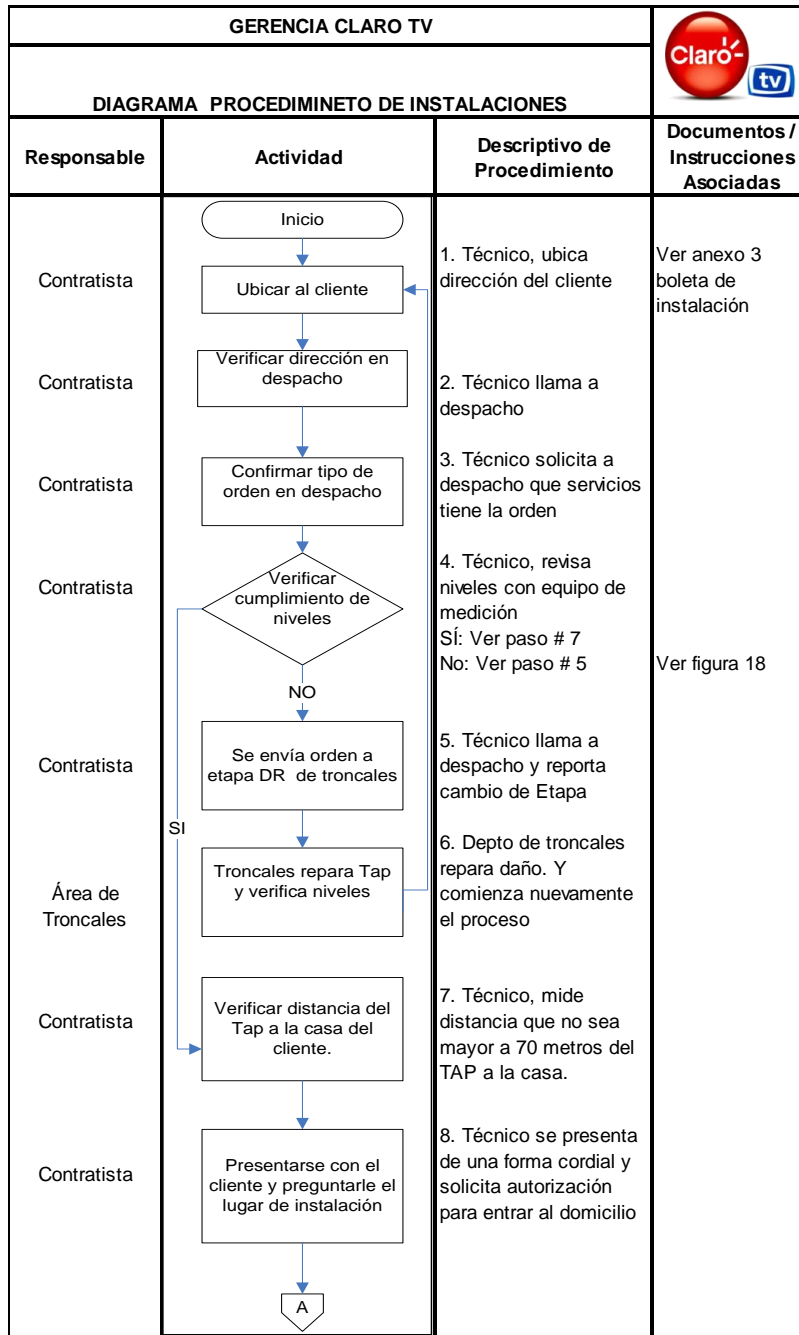 GERENCIA CLARO TV
Claro-
tv
DIAGRAMA PROCEDIMINETO DE INSTALACIONES
Responsable
Actividad
Descriptivo de
Procedimiento
Documentos /
Instrucciones
Asociadas
Inicio
Contratista
Ubicar al cliente
1. Técnico, ubica
dirección del cliente
Ver anexo 3
boleta de
instalación
Contratista
Verificar dirección en
despacho
2. Técnico llama a
despacho
Contratista
Confirmar tipo de
orden en despacho
3. Técnico solicita a
despacho que servicios
tiene la orden
Contratista
Verificar
cumplimiento de
niveles
4. Técnico, revisa
niveles con equipo de
medición
SÍ: Ver paso # 7
No: Ver paso # 5
Ver figura 18
NO
Contratista
Se envía orden a
etapa DR de troncales
5. Técnico llama a
despacho y reporta
cambio de Etapa
SI
Área de
Troncales
Troncales repara Tap
y verifica niveles
6. Depto de troncales
repara daño. Y
comienza nuevamente
el proceso
Contratista
Verificar distancia del
Tap a la casa del
cliente.
7. Técnico, mide
distancia que no sea
mayor a 70 metros del
TAP a la casa.
Contratista
Presentarse con el
cliente y preguntarle el
lugar de instalación
8. Técnico se presenta
de una forma cordial y
solicita autorización
para entrar al domicilio
A